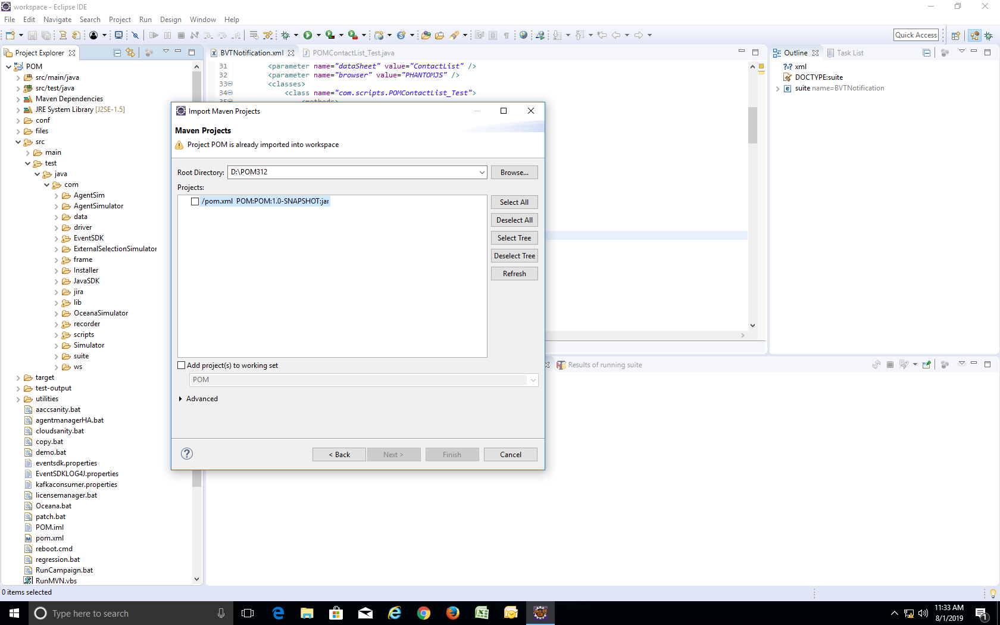 workspace - Eclipse IDE
File Edit Navigate Search Project Run Design Window Help
Quick Access
Project Explorer
POM
src/main/java
src/test/java
Maven Dependencies
JRE System Library [J2SE-1.5]
conf
files
src
main
test
java
com
AgentSim
AgentSimulator
data
driver
EventSDK
ExternalSelectionSimulator
frame
Installer
JavaSDK
jira
lib
OceanaSimulator
recorder
scripts
Simulator
suite
ws
target
test-output
utilities
aaccsanity.bat
agentmanagerHA.bat
cloudsanity.bat
copy.bat
demo.bat
eventsdk.properties
EventSDKLOG4J.properties
kafkaconsumer.properties
licensemanager.bat
Oceana.bat
patch.bat
POM.iml
pom.xml
reboot.cmd
regression.bat
RunCampaign.bat
RunMVN.vbs
BVTNotification.xml POMContactList_Test.java
31 <parameter name="dataSheet" value="ContactList" />
32 <parameter name="browser" value="PHANTOMJS" />
33 <classes>
34 <class name="com.scripts.POMContactList_Test">
35 <methods>
Import Maven Projects
Maven Projects
Project POM is already imported into workspace
Root Directory: D:\POM312 Browse...
Projects:
/pom.xml POM:POM:1.0-SNAPSHOT:jar
Select All
Deselect All
Select Tree
Deselect Tree
Refresh
Add project(s) to working set
POM
Advanced
< Back Next > Finish Cancel
Outline Task List
xml
DOCTYPE:suite
suite name=BVTNotification
Results of running suite
0 items selected
Type here to search
11:33 AM
8/1/2019
1